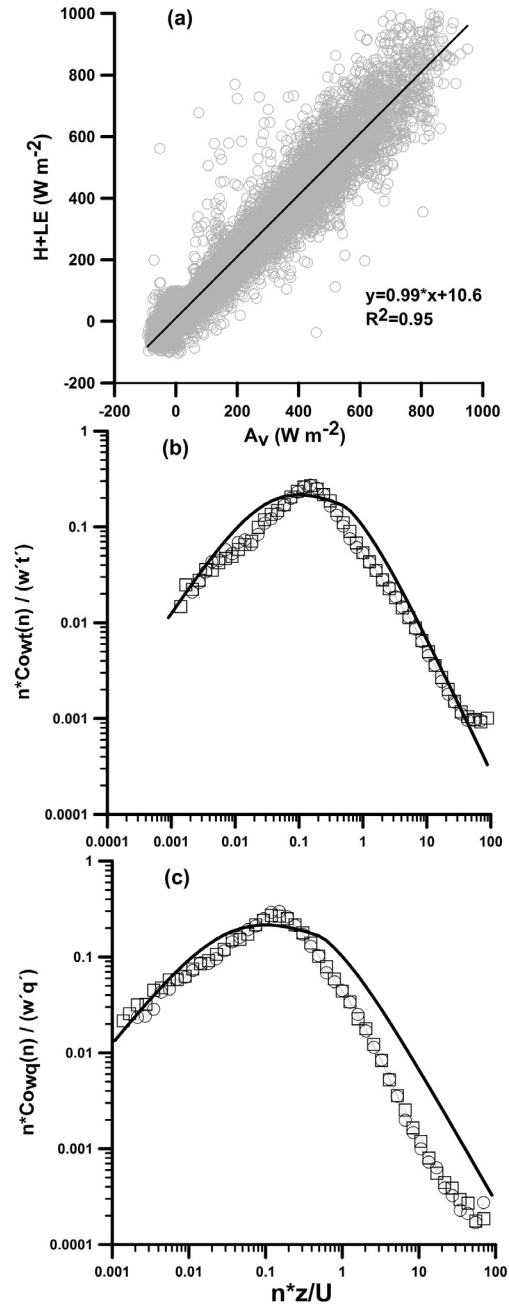 (a)
H+LE (W m-2)
1000
800
600
400
200
0
-200
y=0.99*x+10.6
R2=0.95
-200 0 200 400 600 800 1000
AV (W m-2)
(b)
n*Cowt(n) / (w´t´)
1
0.1
0.01
0.001
0.0001
0.0001 0.001 0.01 0.1 1 10 100
(c)
n*Cowq(n) / (w´q´)
1
0.1
0.01
0.001
0.0001
0.001 0.01 0.1 1 10 100
n*z/U